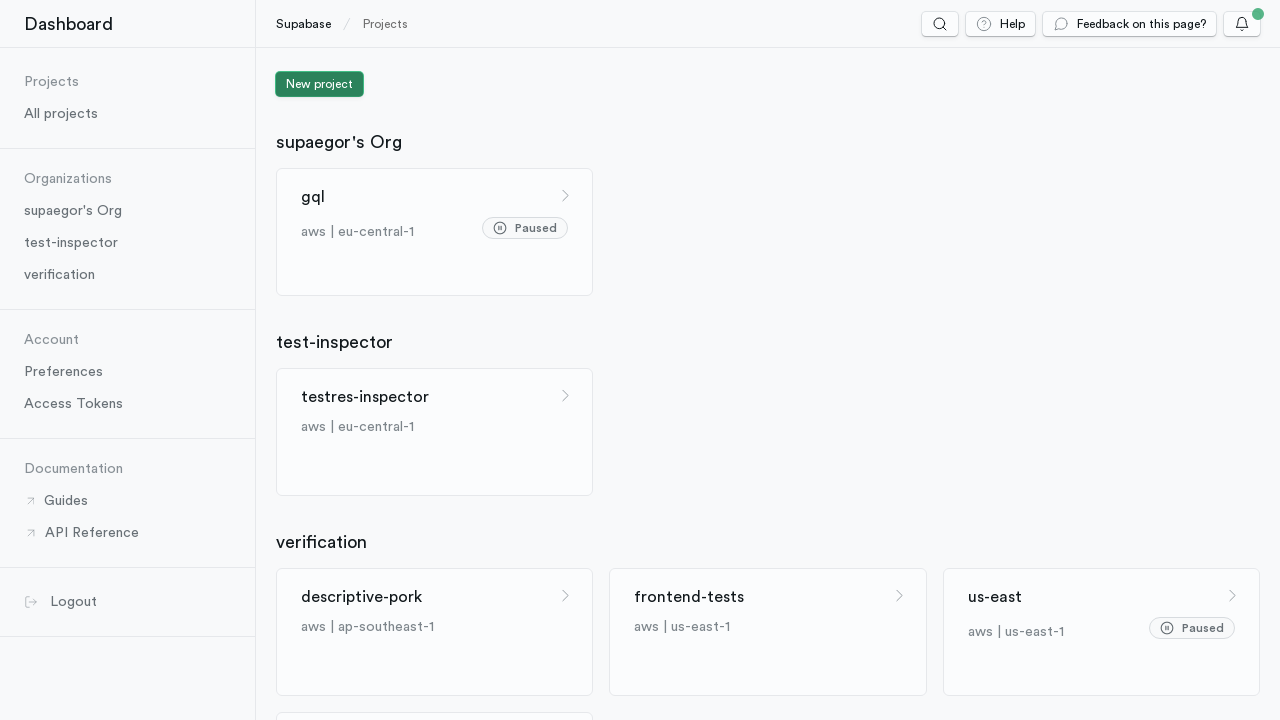 Dashboard
Supabase / Projects
Help
Feedback on this page?
Projects
All projects
Organizations
supaegor's Org
test-inspector
verification
Account
Preferences
Access Tokens
Documentation
Guides
API Reference
Logout
New project
supaegor's Org
gql
aws | eu-central-1
Paused
test-inspector
testres-inspector
aws | eu-central-1
verification
descriptive-pork
aws | ap-southeast-1
frontend-tests
aws | us-east-1
us-east
aws | us-east-1
Paused